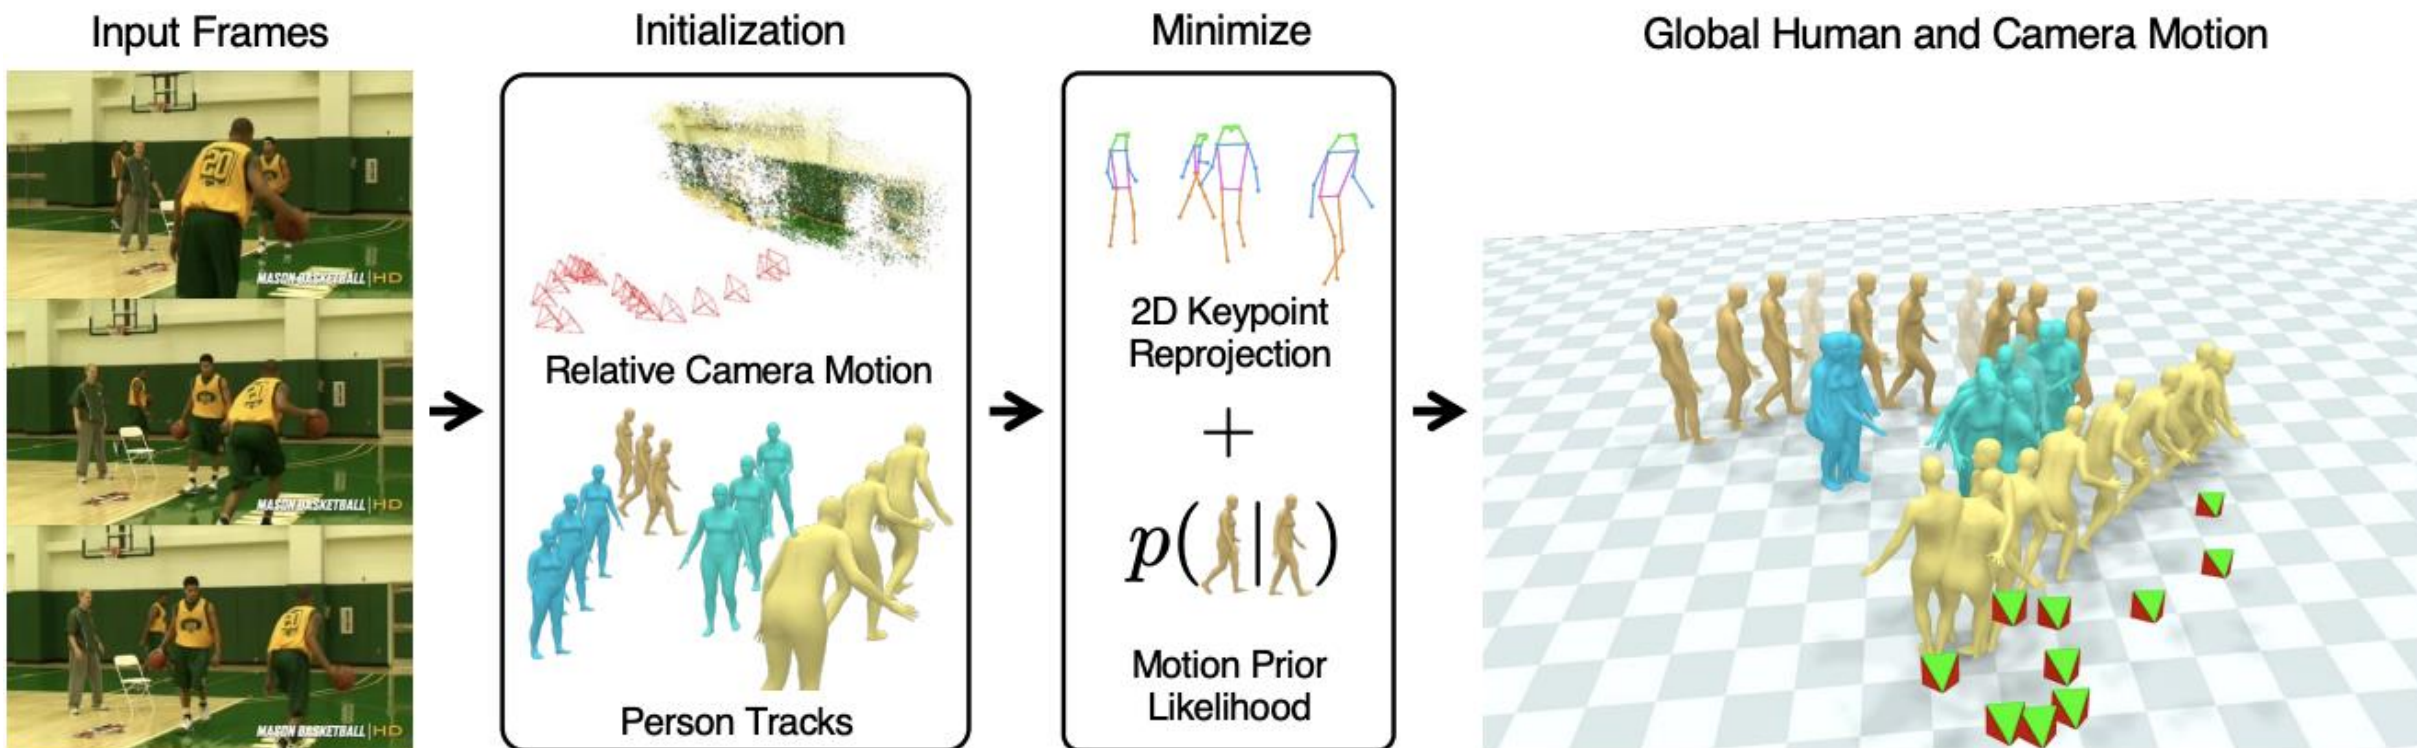 Input Frames
Initialization
Minimize
Global Human and Camera Motion
20
MASON BASKETBALL HD
MASON BASKETBALL HD
MASON BASKETBALL HD
Relative Camera Motion
Person Tracks
2D Keypoint
Reprojection
+
p( | )
Motion Prior
Likelihood